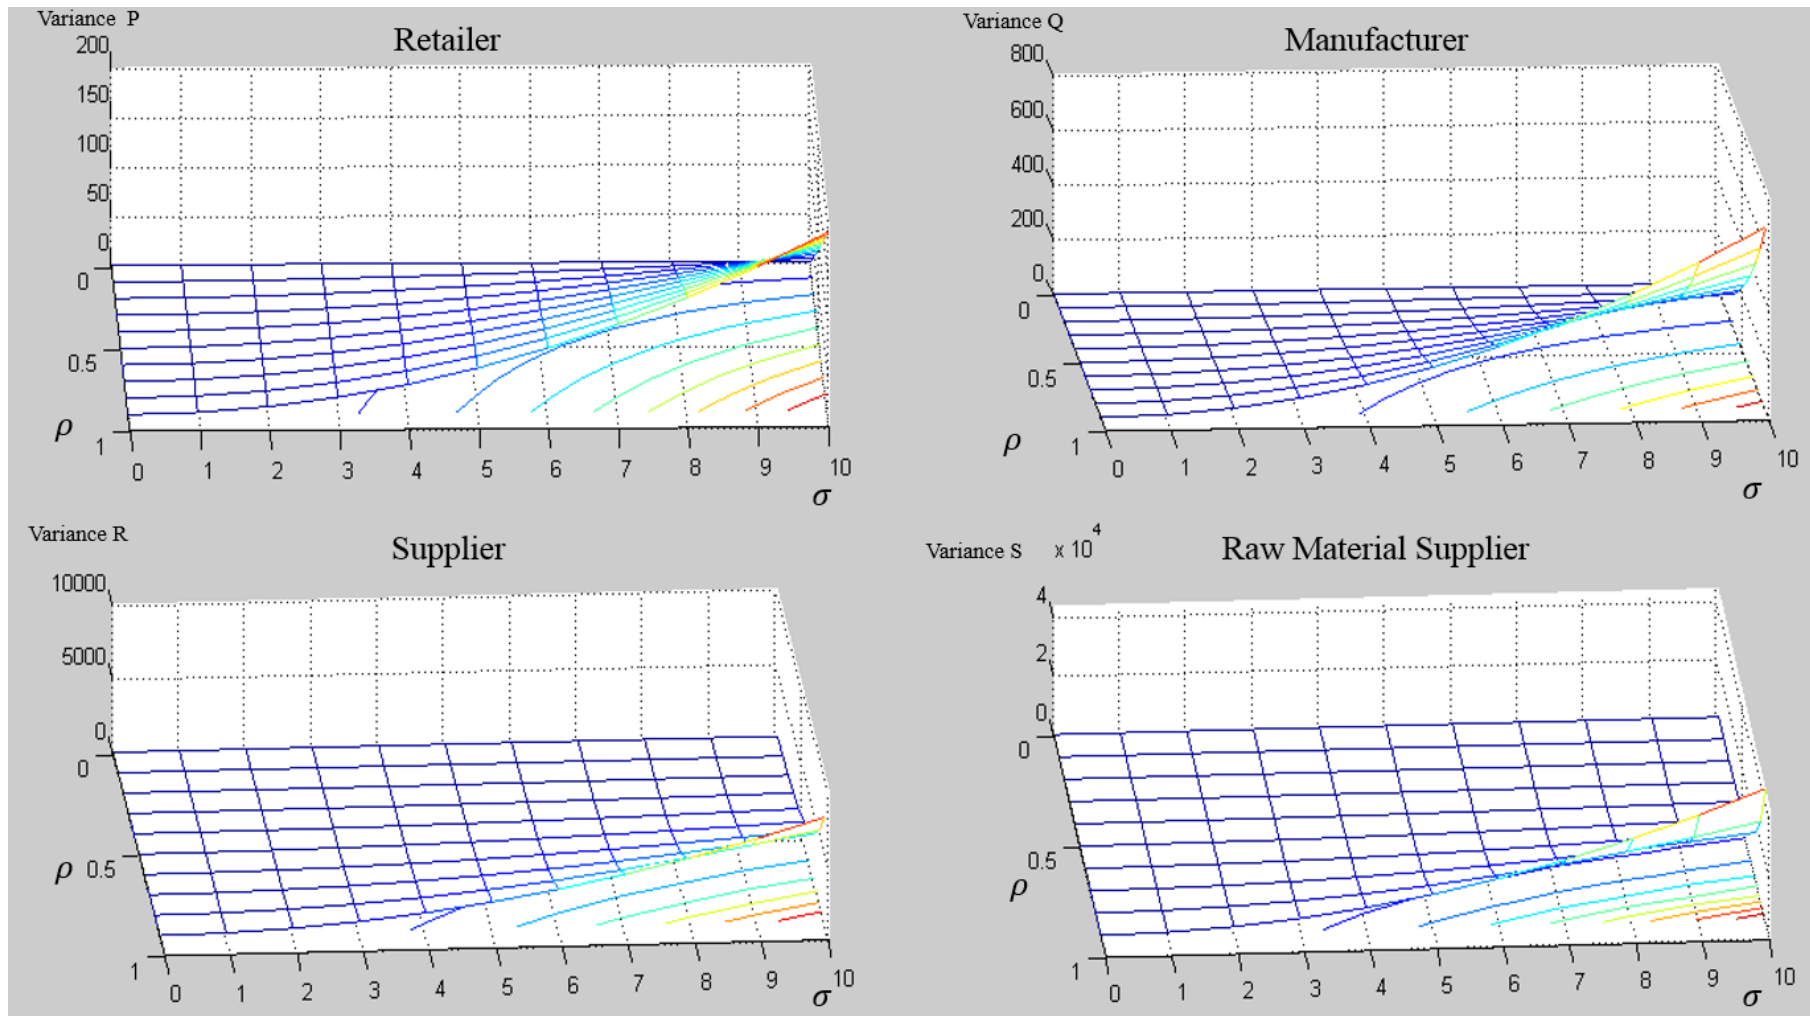 Variance P
Retailer
200
150
100
50
0
0
0.5
1
ρ
0 1 2 3 4 5 6 7 8 9 10
σ
Variance Q
Manufacturer
800
600
400
200
0
0
0.5
1
ρ
0 1 2 3 4 5 6 7 8 9 10
σ
Variance R
Supplier
10000
5000
0
0
ρ 0.5
1
0 1 2 3 4 5 6 7 8 9 10
σ
Variance S x 10^4 Raw Material Supplier
4
2
0
0
0.5
ρ
1
0 1 2 3 4 5 6 7 8 9 10
σ